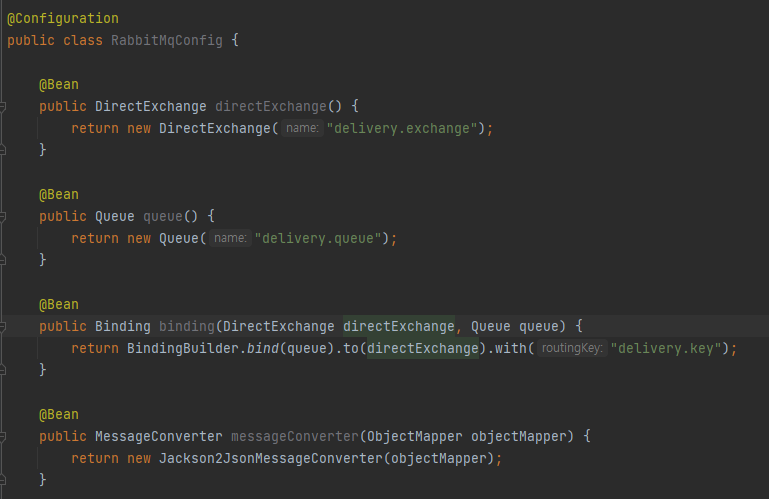 @Configuration
public class RabbitMqConfig {
@Bean
public DirectExchange directExchange() {
return new DirectExchange( name: "delivery.exchange");
}
@Bean
public Queue queue() {
return new Queue( name: "delivery.queue");
}
@Bean
public Binding binding(DirectExchange directExchange, Queue queue) {
return BindingBuilder.bind(queue).to(directExchange).with( routingKey: "delivery.key");
}
@Bean
public MessageConverter messageConverter(ObjectMapper objectMapper) {
return new Jackson2JsonMessageConverter(objectMapper);
}